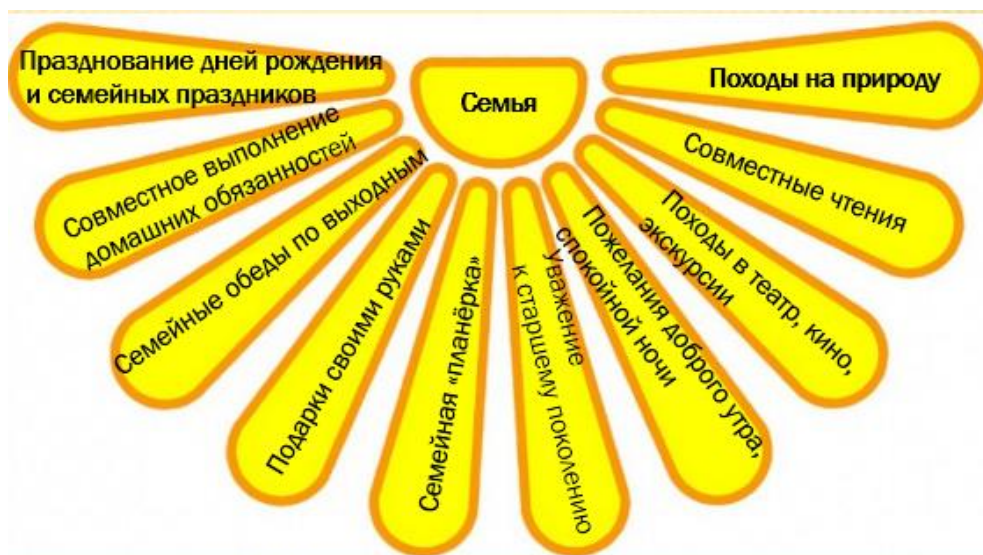 Празднование дней рождения
и семейных праздников
Совместное выполнение
домашних обязанностей
Семейные обеды по выходным
Подарки своими руками
Семейная «планёрка»
Семья
уважение
к старшему поколению
Пожелания доброго утра,
спокойной ночи
Походы в театр, кино,
экскурсии
Совместные чтения
Походы на природу